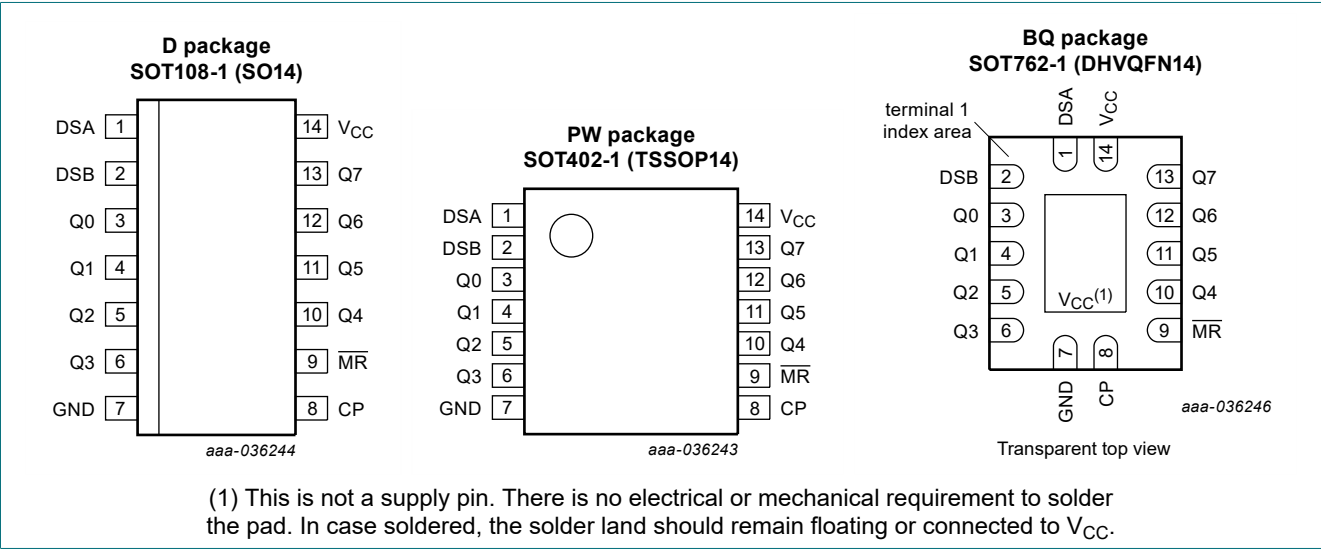 D package
SOT108-1 (SO14)
DSA 1
14 VCC
DSB 2
13 Q7
Q0 3
12 Q6
Q1 4
11 Q5
Q2 5
10 Q4
Q3 6
9 MR
GND 7
8 CP
aaa-036244
PW package
SOT402-1 (TSSOP14)
DSA 1
14 VCC
DSB 2
13 Q7
Q0 3
12 Q6
Q1 4
11 Q5
Q2 5
10 Q4
Q3 6
9 MR
GND 7
8 CP
aaa-036243
BQ package
SOT762-1 (DHVQFN14)
terminal 1
index area
DSA
VCC
1
14
DSB 2
13 Q7
Q0 3
12 Q6
Q1 4
11 Q5
Q2 5
10 Q4
VCC(1)
Q3 6
9 MR
7
8
GND
CP
aaa-036246
Transparent top view
(1) This is not a supply pin. There is no electrical or mechanical requirement to solder
the pad. In case soldered, the solder land should remain floating or connected to VCC.